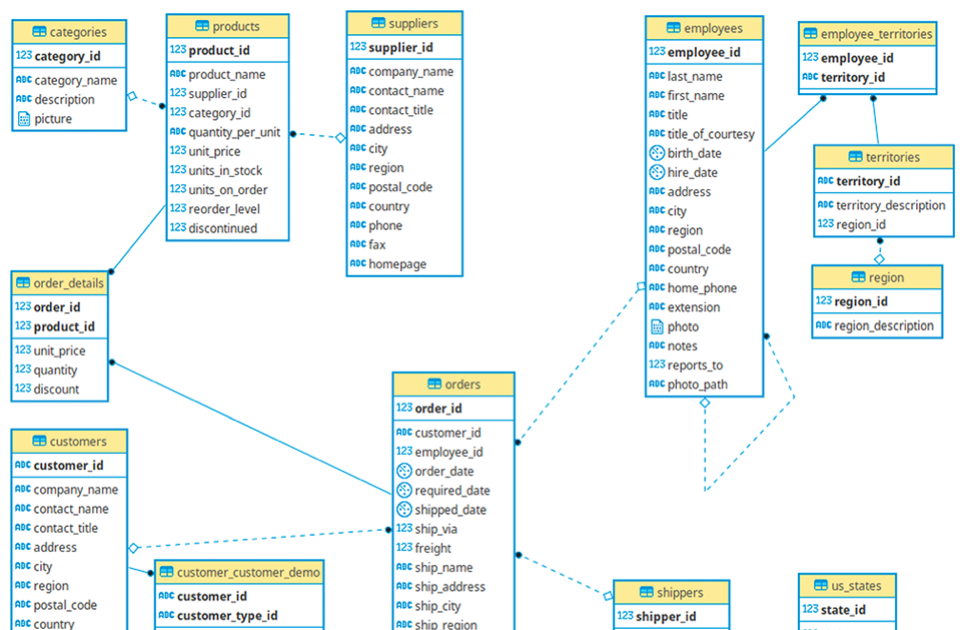 categories
123 category_id
ABC category_name
ABC description
picture
products
123 product_id
ABC product_name
123 supplier_id
123 category_id
ABC quantity_per_unit
123 unit_price
123 units_in_stock
123 units_on_order
123 reorder_level
123 discontinued
suppliers
123 supplier_id
ABC company_name
ABC contact_name
ABC contact_title
ABC address
ABC city
ABC region
ABC postal_code
ABC country
ABC phone
ABC fax
ABC homepage
employees
123 employee_id
ABC last_name
ABC first_name
ABC title
ABC title_of_courtesy
birth_date
hire_date
ABC address
ABC city
ABC region
ABC postal_code
ABC country
ABC home_phone
ABC extension
photo
ABC notes
123 reports_to
ABC photo_path
employee_territories
123 employee_id
ABC territory_id
territories
ABC territory_id
ABC territory_description
123 region_id
region
123 region_id
ABC region_description
order_details
123 order_id
123 product_id
123 unit_price
123 quantity
123 discount
orders
123 order_id
ABC customer_id
123 employee_id
order_date
required_date
shipped_date
123 ship_via
123 freight
ABC ship_name
ABC ship_address
ABC ship_city
ABC ship_region
customers
ABC customer_id
ABC company_name
ABC contact_name
ABC contact_title
ABC address
ABC city
ABC region
ABC postal_code
ABC country
customer_customer_demo
ABC customer_id
ABC customer_type_id
shippers
123 shipper_id
us_states
123 state_id